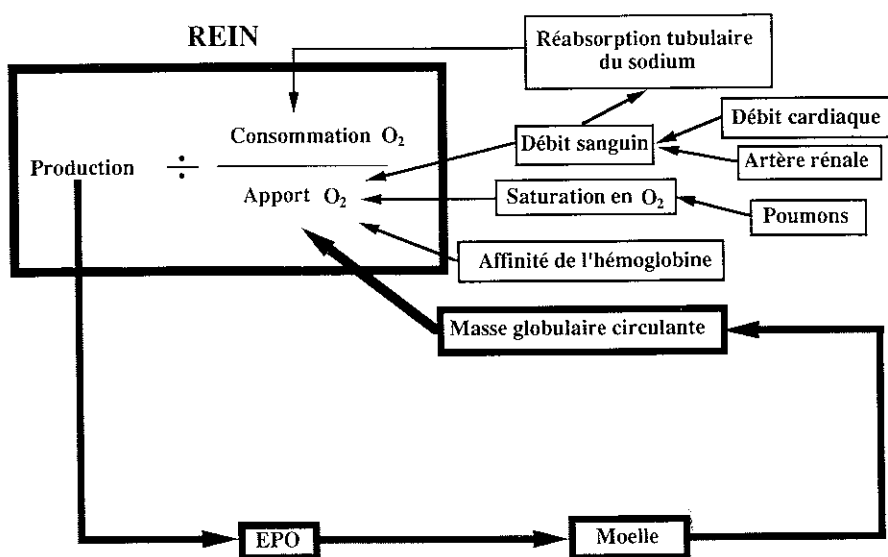 REIN
Réabsorption tubulaire
du sodium
Consommation O₂
Production ÷
Apport O₂
Débit sanguin
Débit cardiaque
Artère rénale
Saturation en O₂
Poumons
Affinité de l'hémoglobine
Masse globulaire circulante
EPO
Moelle